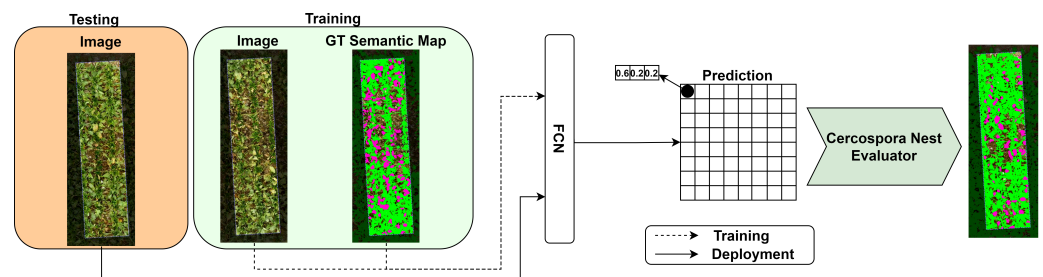 Testing
Training
Image
Image
GT Semantic Map
FCN
0.6 0.2 0.2
Prediction
Cercospora Nest
Evaluator
Training
Deployment